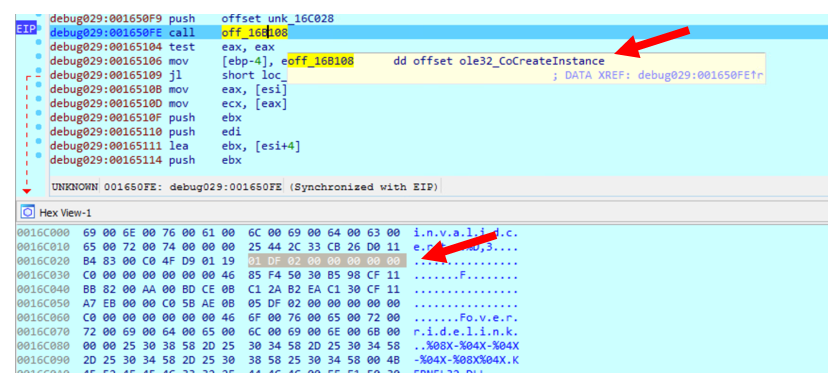 debug029:001650F9 push offset unk_16C028
EIP debug029:001650FE call off_16B108
debug029:00165104 test eax, eax
debug029:00165106 mov [ebp-4], eoff_16B108 dd offset ole32_CoCreateInstance
debug029:00165109 jl short loc_ ; DATA XREF: debug029:001650FE↑r
debug029:0016510B mov eax, [esi]
debug029:0016510D mov ecx, [eax]
debug029:0016510F push ebx
debug029:00165110 push edi
debug029:00165111 lea ebx, [esi+4]
debug029:00165114 push ebx
UNKNOWN 001650FE: debug029:001650FE (Synchronized with EIP)
Hex View-1
0016C000 69 00 6E 00 76 00 61 00 6C 00 69 00 64 00 63 00 i.n.v.a.l.i.d.c.
0016C010 65 00 72 00 74 00 00 00 25 44 2C 33 CB 26 D0 11 e.r.t...%D,3....
0016C020 B4 83 00 C0 4F D9 01 19 01 DF 02 00 00 00 00 00 ................
0016C030 C0 00 00 00 00 00 00 46 85 F4 50 30 B5 98 CF 11 .......F........
0016C040 BB 82 00 AA 00 BD CE 0B C1 2A B2 EA C1 30 CF 11 ................
0016C050 A7 EB 00 00 C0 5B AE 0B 05 DF 02 00 00 00 00 00 ................
0016C060 C0 00 00 00 00 00 00 46 6F 00 76 00 65 00 72 00 .......Fo.v.e.r.
0016C070 72 00 69 00 64 00 65 00 6C 00 69 00 6E 00 6B 00 r.i.d.e.l.i.n.k.
0016C080 00 00 25 30 38 58 2D 25 30 34 58 2D 25 30 34 58 ..%08X-%04X-%04X
0016C090 2D 25 30 34 58 2D 25 30 38 58 25 30 34 58 00 4B -%04X-%08X%04X.K